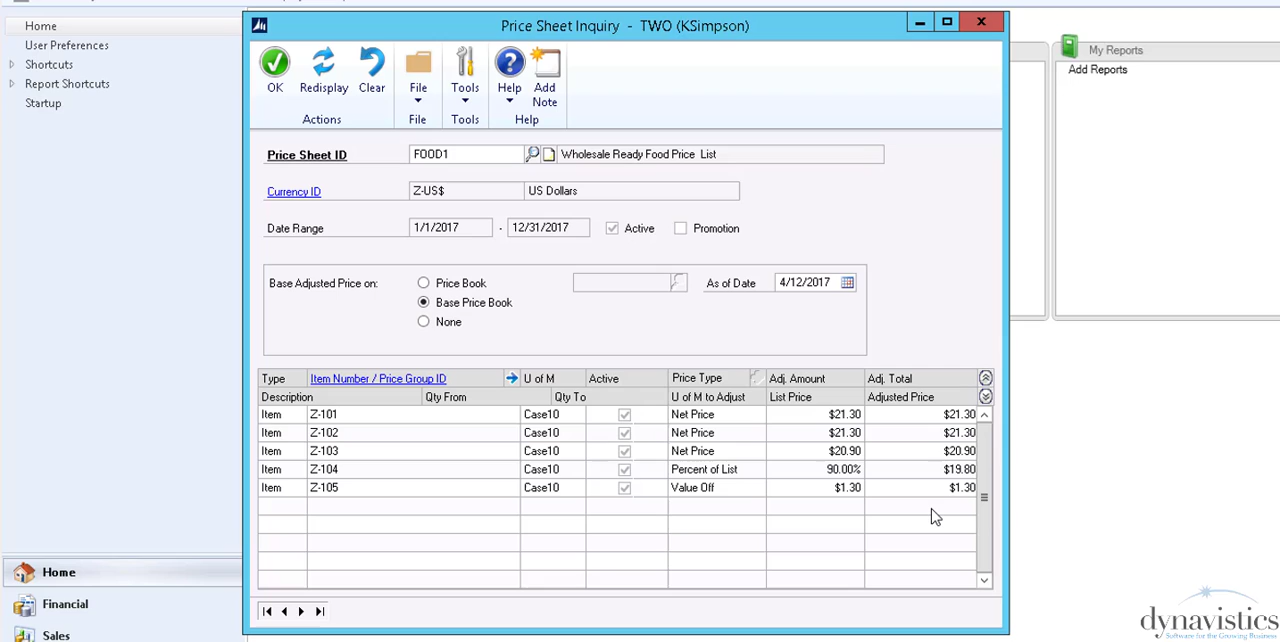 Home
User Preferences
Shortcuts
Report Shortcuts
Startup
Home
Financial
Sales
Price Sheet Inquiry - TWO (KSimpson)
OK Redisplay Clear File Tools Help Add Note
Actions File Tools Help
Price Sheet ID FOOD1 Wholesale Ready Food Price List
Currency ID Z-US$ US Dollars
Date Range 1/1/2017 - 12/31/2017 Active Promotion
Base Adjusted Price on: Price Book As of Date 4/12/2017
Base Price Book
None
Type Item Number / Price Group ID U of M Active Price Type Adj. Amount Adj. Total
Description Qty From Qty To U of M to Adjust List Price Adjusted Price
Item Z-101 Case10 Net Price $21.30 $21.30
Item Z-102 Case10 Net Price $21.30 $21.30
Item Z-103 Case10 Net Price $20.90 $20.90
Item Z-104 Case10 Percent of List 90.00% $19.80
Item Z-105 Case10 Value Off $1.30 $1.30
My Reports
Add Reports
dynavistics
Software for the Growing Business